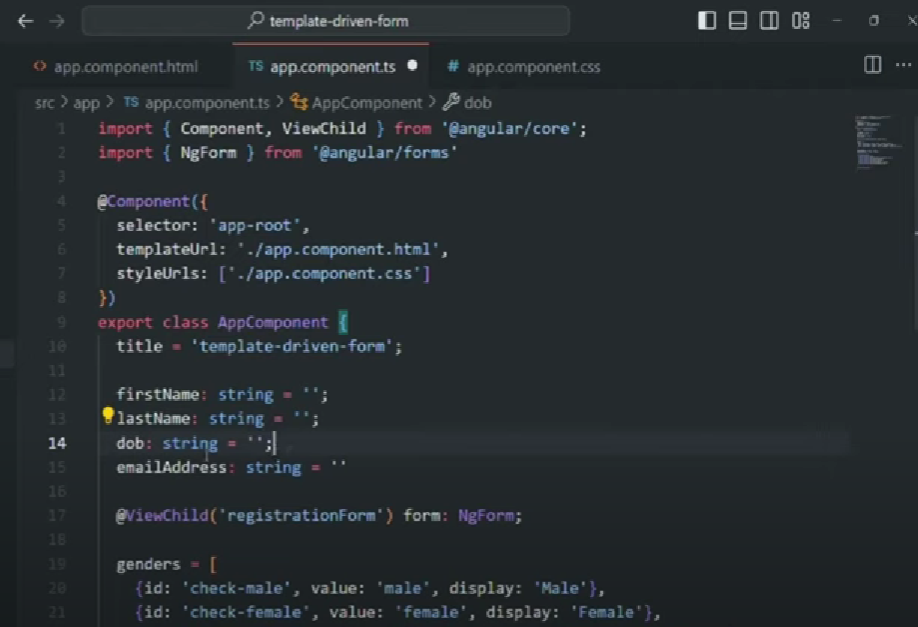 template-driven-form
app.component.html TS app.component.ts # app.component.css
src > app > TS app.component.ts > AppComponent > dob
1 import { Component, ViewChild } from '@angular/core';
2 import { NgForm } from '@angular/forms'
3
4 @Component({
5 selector: 'app-root',
6 templateUrl: './app.component.html',
7 styleUrls: ['./app.component.css']
8 })
9 export class AppComponent {
10 title = 'template-driven-form';
11
12 firstName: string = '';
13 lastName: string = '';
14 dob: string = '';
15 emailAddress: string = ''
16
17 @ViewChild('registrationForm') form: NgForm;
18
19 genders = [
20 {id: 'check-male', value: 'male', display: 'Male'},
21 {id: 'check-female', value: 'female', display: 'Female'},